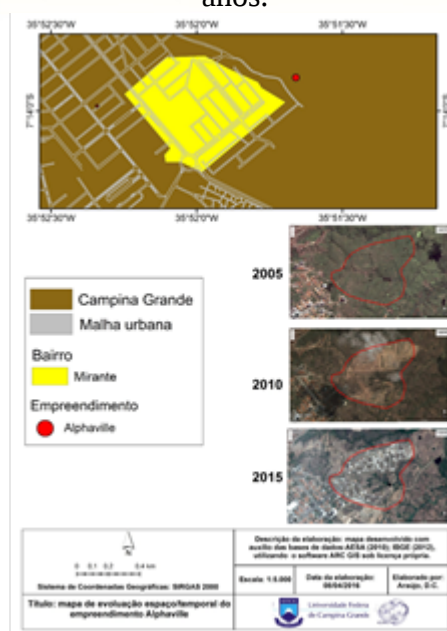 anos.
35°52'30"W
35°52'0"W
35°51'30"W
7°14'0"S
7°14'0"S
35°52'30"W
35°52'0"W
35°51'30"W
2005
2010
2015
Campina Grande
Malha urbana
Bairro
Mirante
Empreendimento
Alphaville
N
0 0.1 0.2 0.4 km
Sistema de Coordenadas Geográficas: SIRGAS 2000
Título: mapa de evolução espaço/temporal do
empreendimento Alphaville
Descrição da elaboração: mapa desenvolvido com
auxílio das bases de dados AESA (2010); IBGE (2012),
utilizando o software ARC GIS sob licença própria.
Escala: 1:5.000
Data da elaboração:
08/04/2016
Elaborado por:
Araújo, D.C.
Universidade Federal
de Campina Grande